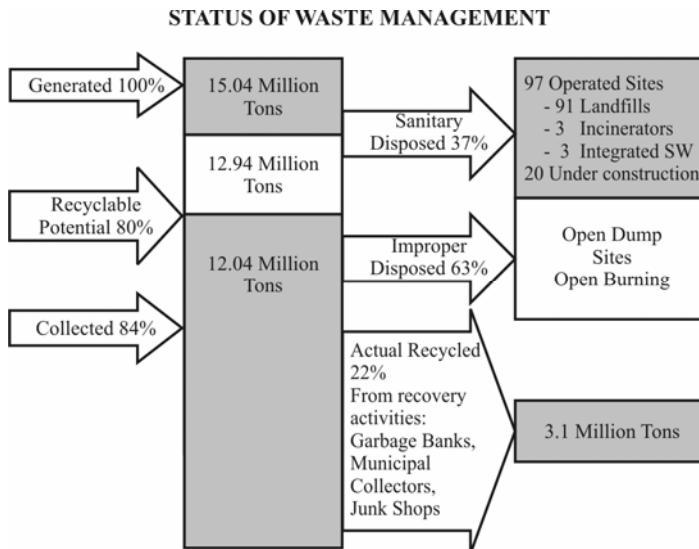 STATUS OF WASTE MANAGEMENT
Generated 100%
Recyclable
Potential 80%
Collected 84%
15.04 Million
Tons
12.94 Million
Tons
12.04 Million
Tons
Sanitary
Disposed 37%
Improper
Disposed 63%
Actual Recycled
22%
From recovery
activities:
Garbage Banks,
Municipal
Collectors,
Junk Shops
97 Operated Sites
- 91 Landfills
- 3 Incinerators
- 3 Integrated SW
20 Under construction
Open Dump
Sites
Open Burning
3.1 Million Tons